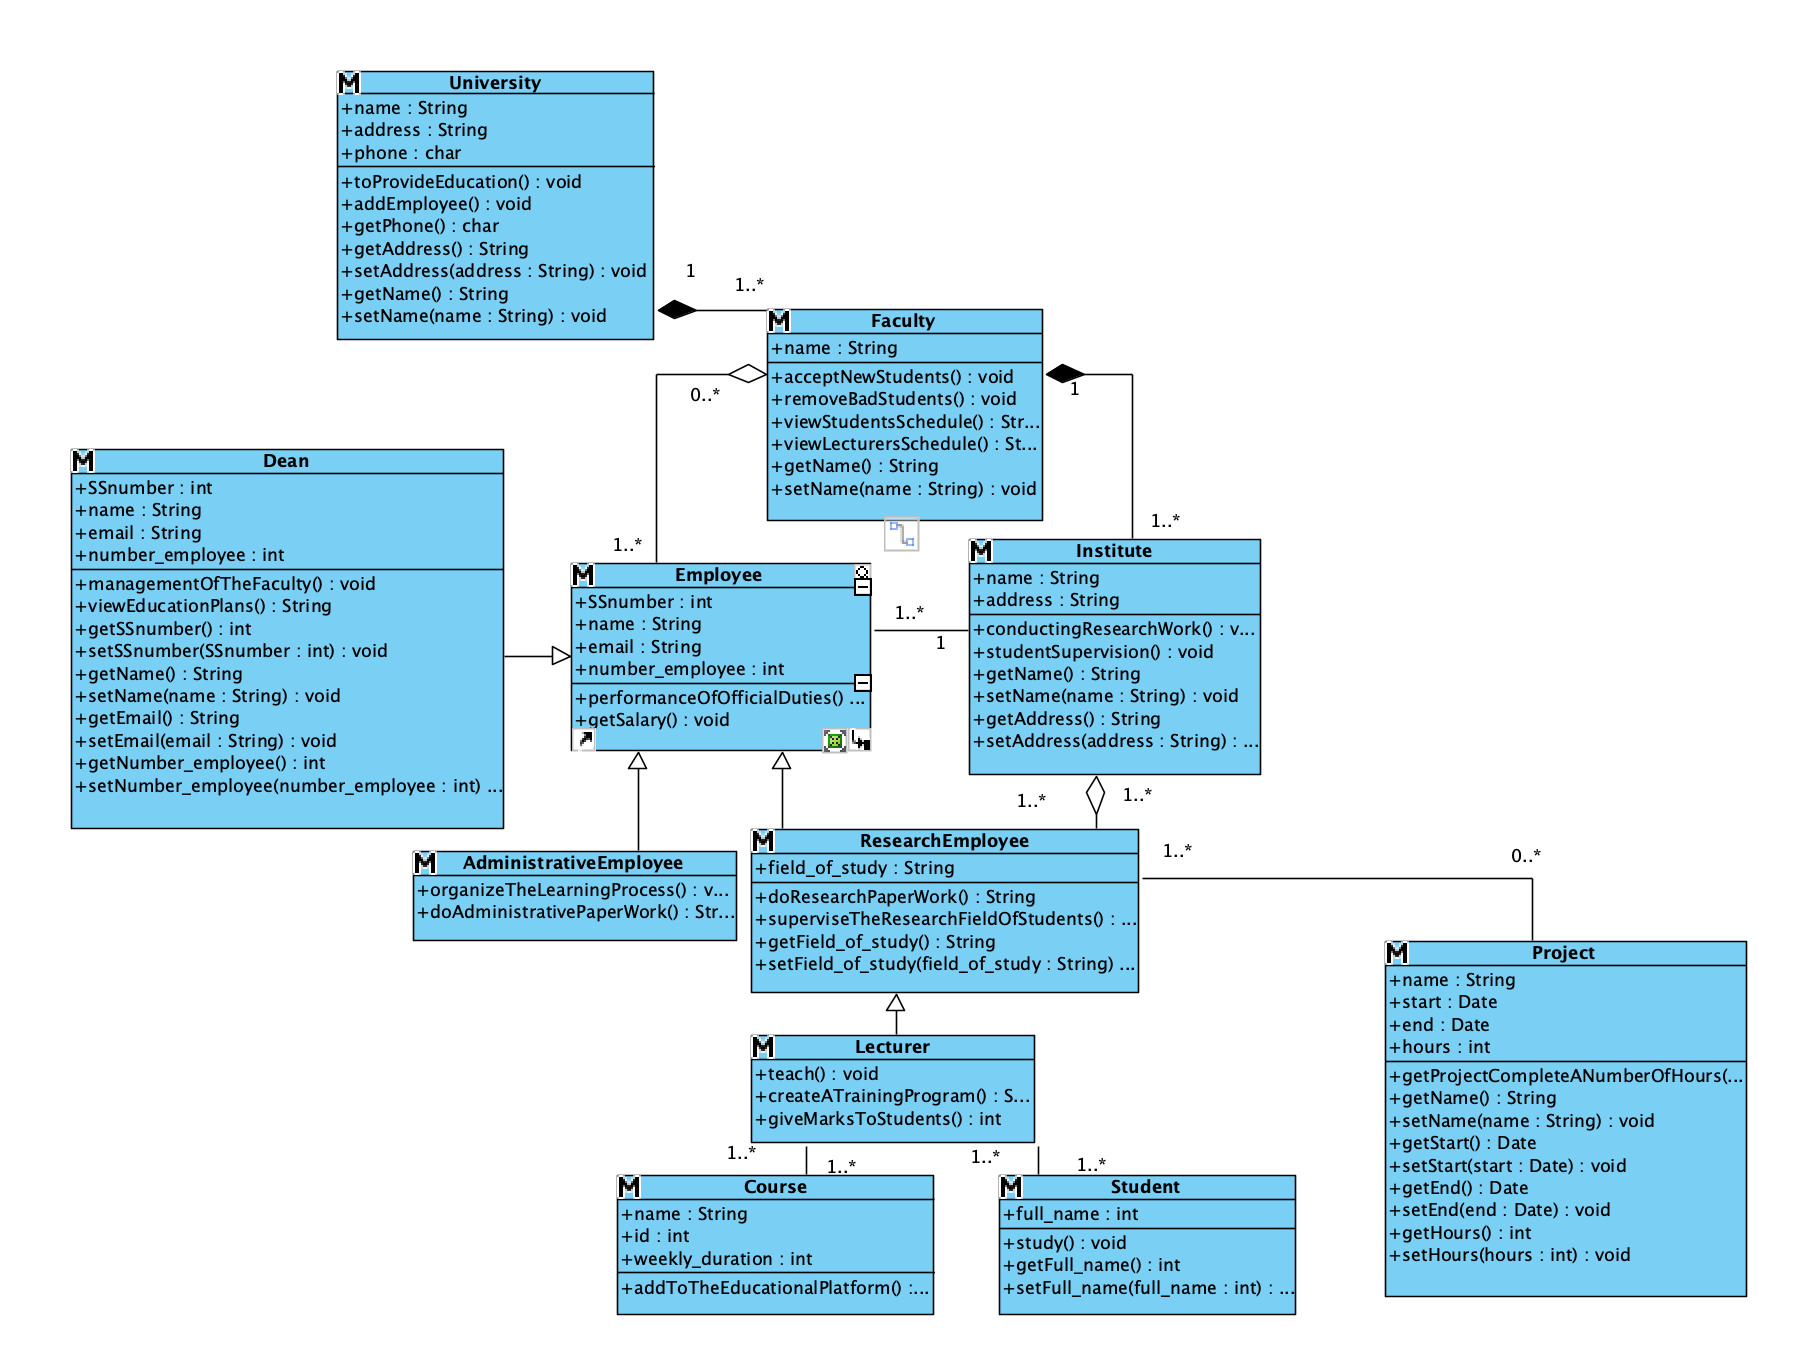 University
+name : String
+address : String
+phone : char
+toProvideEducation() : void
+addEmployee() : void
+getPhone() : char
+getAddress() : String
+setAddress(address : String) : void
+getName() : String
+setName(name : String) : void
1
1..*
Faculty
+name : String
+acceptNewStudents() : void
+removeBadStudents() : void
+viewStudentsSchedule() : Str...
+viewLecturersSchedule() : St...
+getName() : String
+setName(name : String) : void
0..*
1..*
1
1..*
Dean
+SSnumber : int
+name : String
+email : String
+number_employee : int
+managementOfTheFaculty() : void
+viewEducationPlans() : String
+getSSnumber() : int
+setSSnumber(SSnumber : int) : void
+getName() : String
+setName(name : String) : void
+getEmail() : String
+setEmail(email : String) : void
+getNumber_employee() : int
+setNumber_employee(number_employee : int) ...
Employee
+SSnumber : int
+name : String
+email : String
+number_employee : int
+performanceOfOfficialDuties() ...
+getSalary() : void
1..*
1
Institute
+name : String
+address : String
+conductingResearchWork() : v...
+studentSupervision() : void
+getName() : String
+setName(name : String) : void
+getAddress() : String
+setAddress(address : String) : ...
1..*
1..*
AdministrativeEmployee
+organizeTheLearningProcess() : v...
+doAdministrativePaperWork() : Str...
ResearchEmployee
+field_of_study : String
+doResearchPaperWork() : String
+superviseTheResearchFieldOfStudents() : ...
+getField_of_study() : String
+setField_of_study(field_of_study : String) ...
1..*
0..*
Project
+name : String
+start : Date
+end : Date
+hours : int
+getProjectCompleteANumberOfHours(...
+getName() : String
+setName(name : String) : void
+getStart() : Date
+setStart(start : Date) : void
+getEnd() : Date
+setEnd(end : Date) : void
+getHours() : int
+setHours(hours : int) : void
Lecturer
+teach() : void
+createATrainingProgram() : S...
+giveMarksToStudents() : int
1..*
1..*
1..*
1..*
Course
+name : String
+id : int
+weekly_duration : int
+addToTheEducationalPlatform() :...
Student
+full_name : int
+study() : void
+getFull_name() : int
+setFull_name(full_name : int) : ...